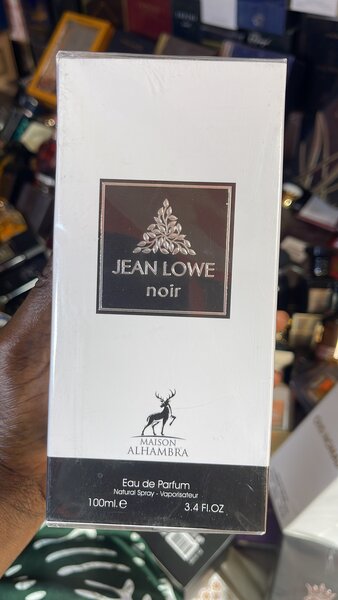 JEAN LOWE
noir
MAISON
ALHAMBRA
Eau de Parfum
Natural Spray - Vaporisateur
100ml.e 3.4 Fl.OZ